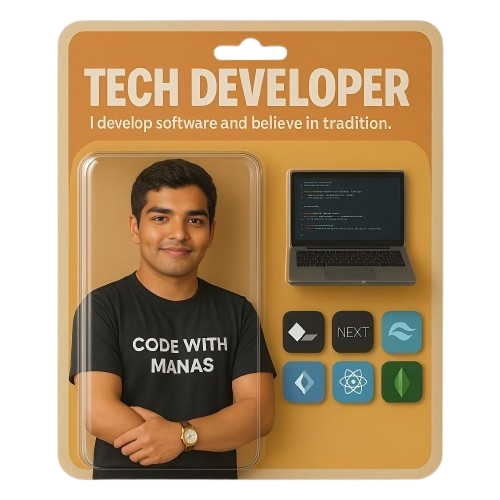 TECH DEVELOPER
I develop software and believe in tradition.
CODE WITH
MANAS
NEXT